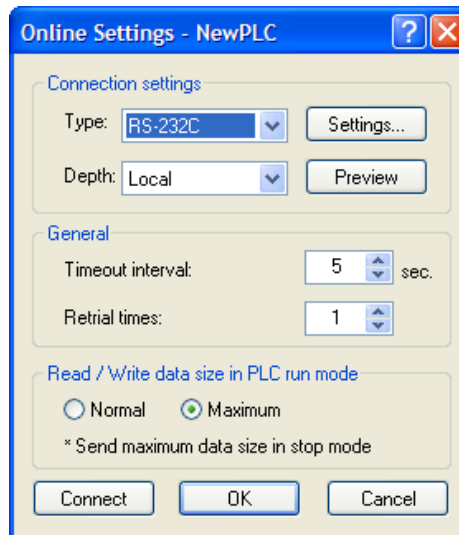 Online Settings - NewPLC
Connection settings
Type: RS-232C Settings...
Depth: Local Preview
General
Timeout interval: 5 sec.
Retrial times: 1
Read / Write data size in PLC run mode
Normal Maximum
* Send maximum data size in stop mode
Connect OK Cancel